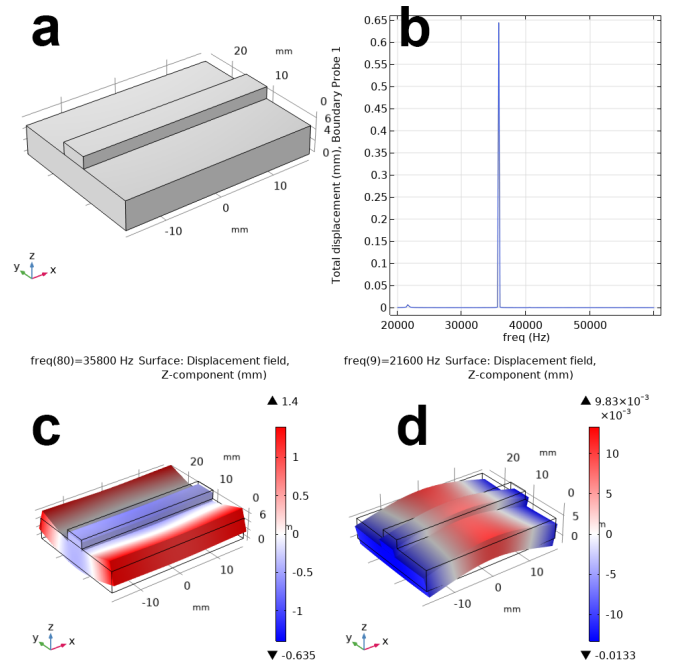 a
20
mm
10
0
6
4
2
0
10
0
-10
mm
z
y
x
b
Total displacement (mm), Boundary Probe 1
0.65
0.6
0.55
0.5
0.45
0.4
0.35
0.3
0.25
0.2
0.15
0.1
0.05
0
20000 30000 40000 50000
freq (Hz)
freq(80)=35800 Hz Surface: Displacement field,
Z-component (mm)
c
1.4
20
mm
10
0
6
m
0
10
0
mm
-10
z
y
x
1
0.5
0
-0.5
-1
-0.635
freq(9)=21600 Hz Surface: Displacement field,
Z-component (mm)
d
9.83×10⁻³
×10⁻³
mm
20
10
0
5
m
0
10
0
mm
-10
z
y
x
10
5
0
-5
-10
-0.0133